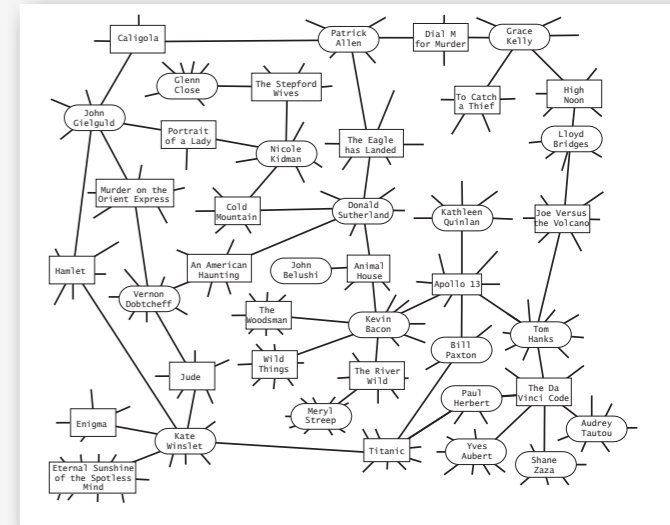 Caligola
Patrick
Allen
Dial M
for Murder
Grace
Kelly
Glenn
Close
The Stepford
Wives
To Catch
a Thief
High
Noon
John
Gielguld
Portrait
of a Lady
Nicole
Kidman
The Eagle
has Landed
Lloyd
Bridges
Murder on the
Orient Express
Cold
Mountain
Donald
Sutherland
Kathleen
Quinlan
Joe Versus
the Volcano
Hamlet
An American
Haunting
John
Belushi
Animal
House
Apollo 13
Vernon
Dobtcheff
The
Woodsman
Kevin
Bacon
Tom
Hanks
Bill
Paxton
Wild
Things
Jude
The River
Wild
Paul
Herbert
The Da
Vinci Code
Meryl
Streep
Enigma
Kate
Winslet
Titanic
Audrey
Tautou
Yves
Aubert
Shane
Zaza
Eternal Sunshine
of the Spotless
Mind